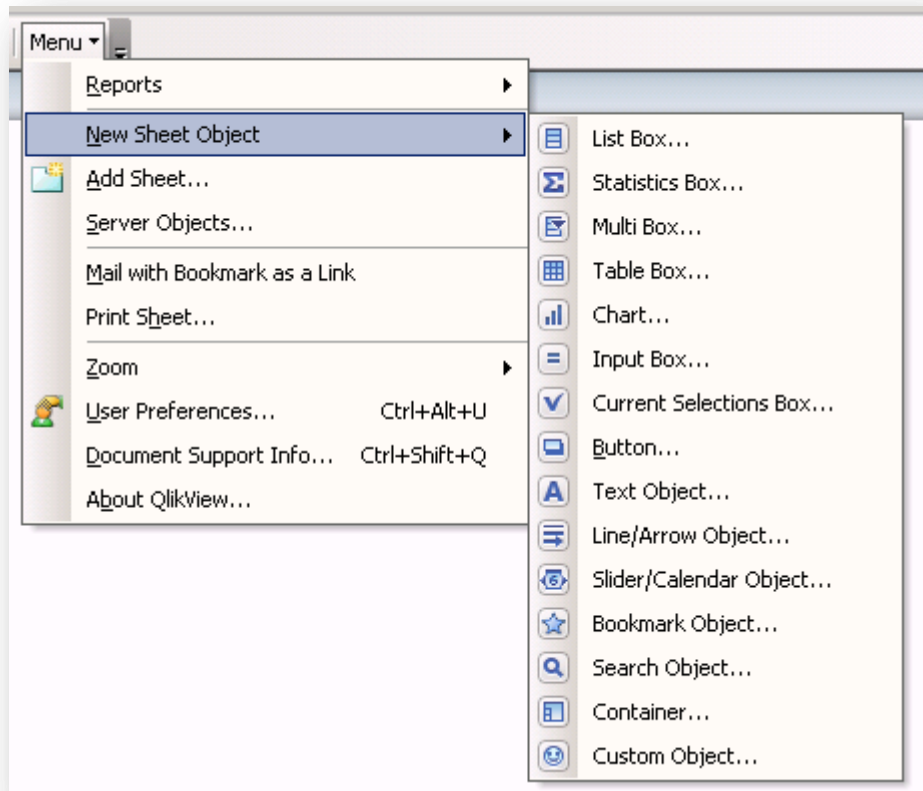 Menu
Reports
New Sheet Object
Add Sheet...
Server Objects...
Mail with Bookmark as a Link
Print Sheet...
Zoom
User Preferences... Ctrl+Alt+U
Document Support Info... Ctrl+Shift+Q
About QlikView...
List Box...
Statistics Box...
Multi Box...
Table Box...
Chart...
Input Box...
Current Selections Box...
Button...
A Text Object...
Line/Arrow Object...
6 Slider/Calendar Object...
Bookmark Object...
Search Object...
Container...
Custom Object...